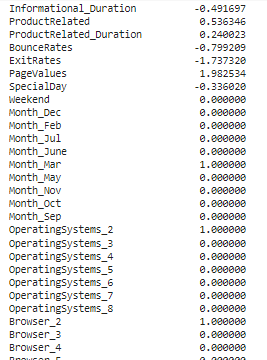 Informational_Duration -0.491697
ProductRelated 0.536346
ProductRelated_Duration 0.240023
BounceRates -0.799209
ExitRates -1.737320
PageValues 1.982534
SpecialDay -0.336020
Weekend 0.000000
Month_Dec 0.000000
Month_Feb 0.000000
Month_Jul 0.000000
Month_June 0.000000
Month_Mar 1.000000
Month_May 0.000000
Month_Nov 0.000000
Month_Oct 0.000000
Month_Sep 0.000000
OperatingSystems_2 1.000000
OperatingSystems_3 0.000000
OperatingSystems_4 0.000000
OperatingSystems_5 0.000000
OperatingSystems_6 0.000000
OperatingSystems_7 0.000000
OperatingSystems_8 0.000000
Browser_2 1.000000
Browser_3 0.000000
Browser_4 0.000000